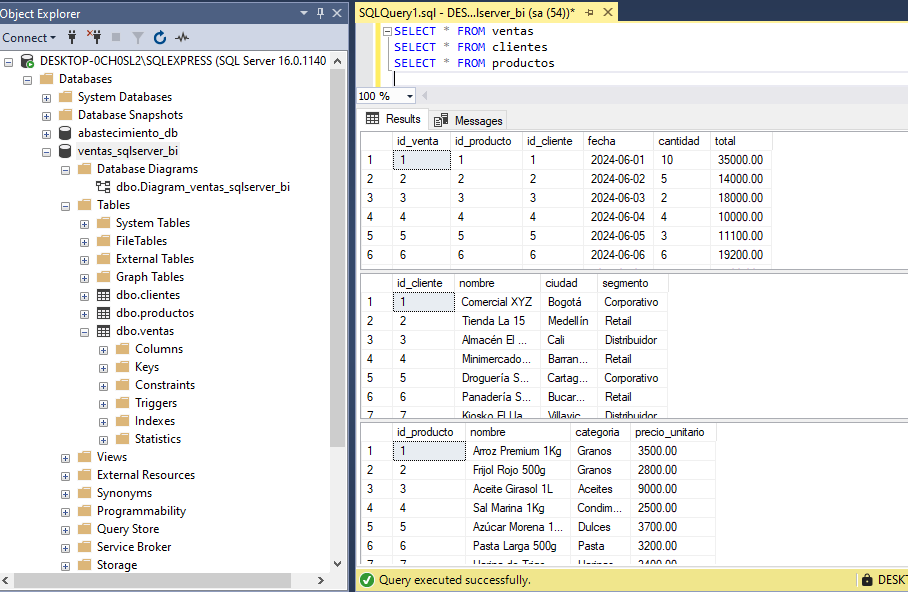 Object Explorer
Connect
DESKTOP-0CH0SL2\SQLEXPRESS (SQL Server 16.0.1140
Databases
System Databases
Database Snapshots
abastecimiento_db
ventas_sqlserver_bi
Database Diagrams
dbo.Diagram_ventas_sqlserver_bi
Tables
System Tables
FileTables
External Tables
Graph Tables
dbo.clientes
dbo.productos
dbo.ventas
Columns
Keys
Constraints
Triggers
Indexes
Statistics
Views
External Resources
Synonyms
Programmability
Query Store
Service Broker
Storage
SQLQuery1.sql - DES...lserver_bi (sa (54))*
SELECT * FROM ventas
SELECT * FROM clientes
SELECT * FROM productos
100 %
Results Messages
id_venta id_producto id_cliente fecha cantidad total
1 1 1 1 2024-06-01 10 35000.00
2 2 2 2 2024-06-02 5 14000.00
3 3 3 3 2024-06-03 2 18000.00
4 4 4 4 2024-06-04 4 10000.00
5 5 5 5 2024-06-05 3 11100.00
6 6 6 6 2024-06-06 6 19200.00
id_cliente nombre ciudad segmento
1 1 Comercial XYZ Bogotá Corporativo
2 2 Tienda La 15 Medellín Retail
3 3 Almacén El ... Cali Distribuidor
4 4 Minimercado... Barran... Retail
5 5 Droguería S... Cartag... Corporativo
6 6 Panadería S... Bucar... Retail
7 7 Kiosko El Ua... Villavic... Distribuidor
id_producto nombre categoria precio_unitario
1 1 Arroz Premium 1Kg Granos 3500.00
2 2 Frijol Rojo 500g Granos 2800.00
3 3 Aceite Girasol 1L Aceites 9000.00
4 4 Sal Marina 1Kg Condim... 2500.00
5 5 Azúcar Morena 1... Dulces 3700.00
6 6 Pasta Larga 500g Pasta 3200.00
7 7
Query executed successfully.
DESKT